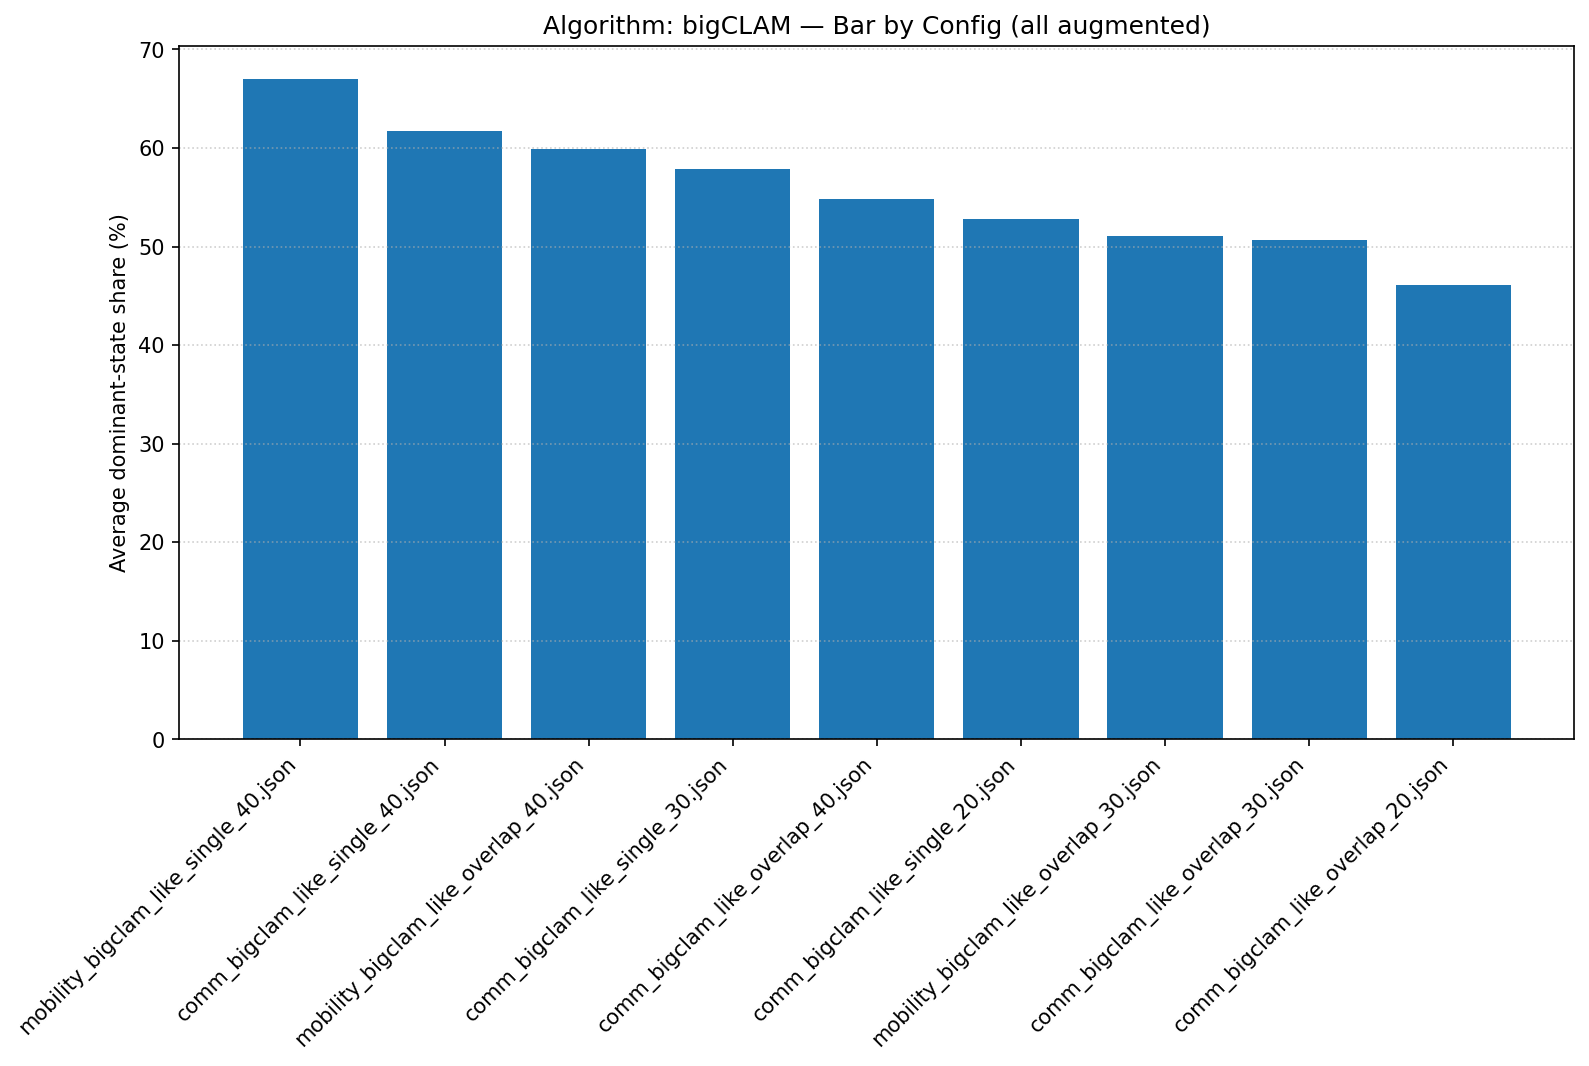 Algorithm: bigCLAM — Bar by Config (all augmented)
Average dominant-state share (%)
70
60
50
40
30
20
10
0
mobility_bigclam_like_single_40.json
comm_bigclam_like_single_40.json
mobility_bigclam_like_overlap_40.json
comm_bigclam_like_single_30.json
comm_bigclam_like_overlap_40.json
comm_bigclam_like_single_20.json
mobility_bigclam_like_overlap_30.json
comm_bigclam_like_overlap_30.json
comm_bigclam_like_overlap_20.json